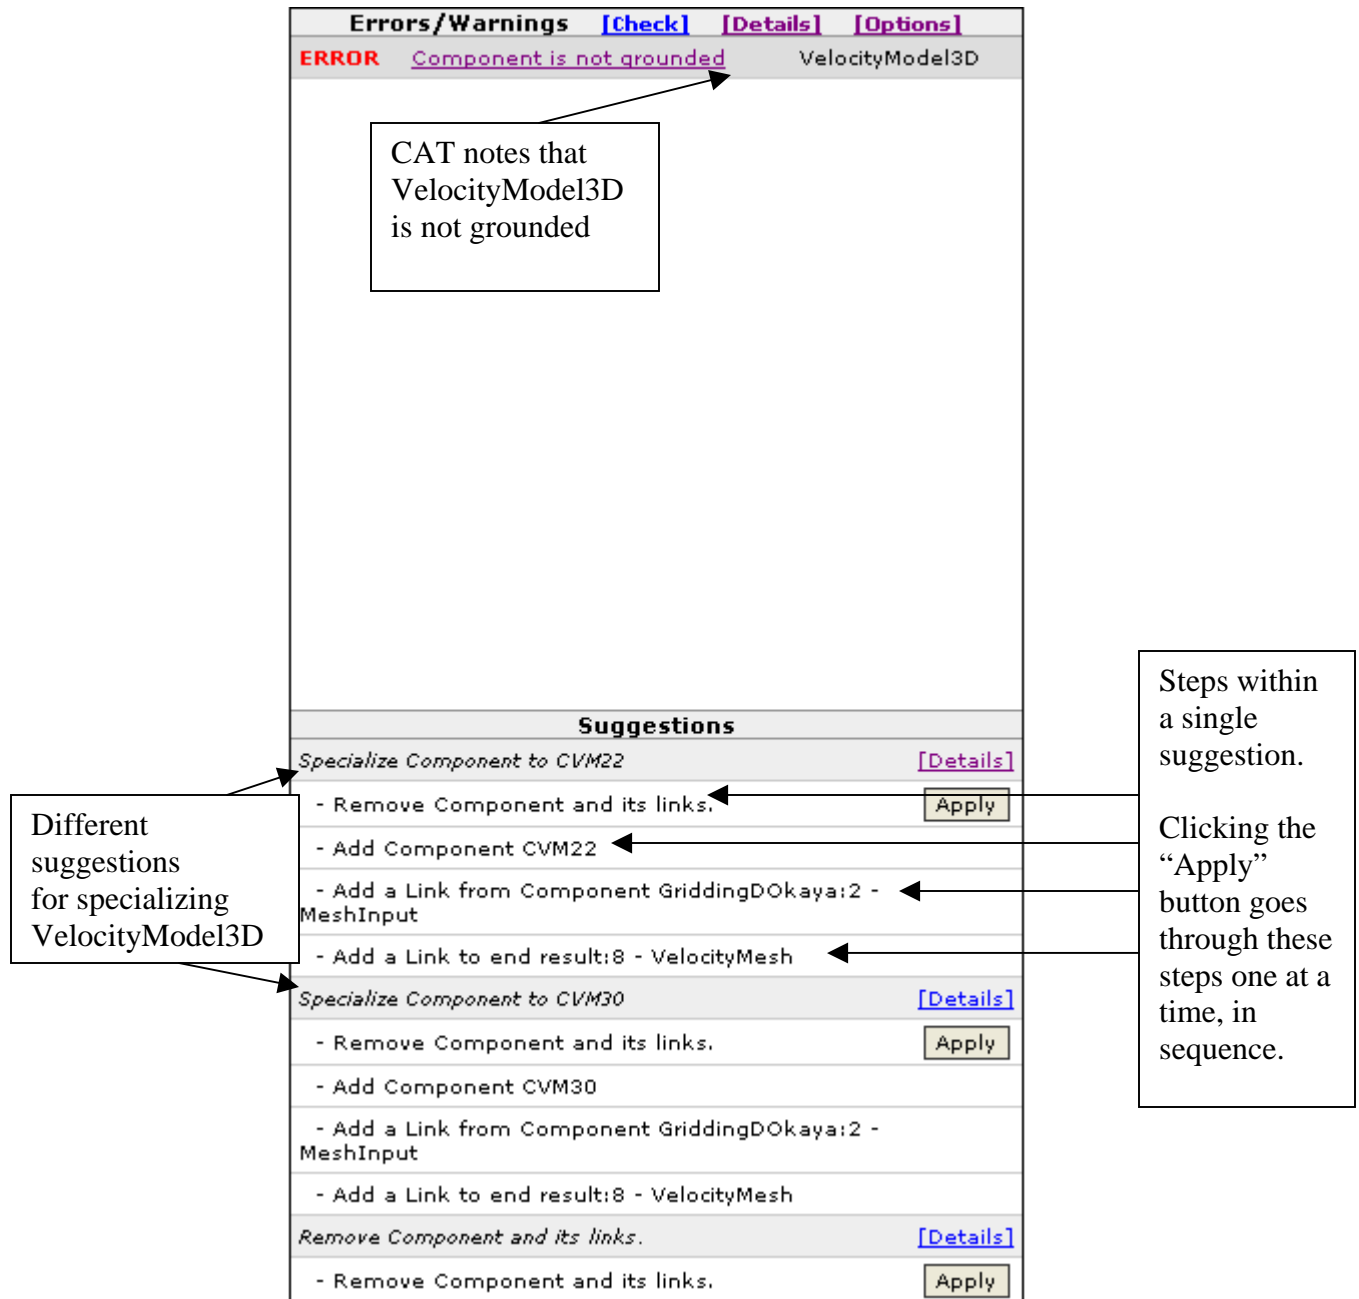 Errors/Warnings [Check] [Details] [Options]
ERROR Component is not grounded VelocityModel3D
CAT notes that
VelocityModel3D
is not grounded
Suggestions
Specialize Component to CVM22 [Details]
- Remove Component and its links. Apply
- Add Component CVM22
- Add a Link from Component GriddingDOkaya:2 -
MeshInput
- Add a Link to end result:8 - VelocityMesh
Specialize Component to CVM30 [Details]
- Remove Component and its links. Apply
- Add Component CVM30
- Add a Link from Component GriddingDOkaya:2 -
MeshInput
- Add a Link to end result:8 - VelocityMesh
Remove Component and its links. [Details]
- Remove Component and its links. Apply
Different
suggestions
for specializing
VelocityModel3D
Steps within
a single
suggestion.
Clicking the
“Apply”
button goes
through these
steps one at a
time, in
sequence.